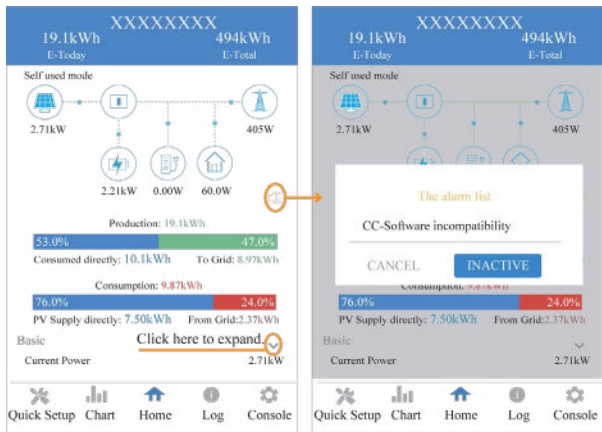 XXXXXXXX
19.1kWh 494kWh
E-Today E-Total
Self used mode
2.71kW 405W
2.21kW 0.00W 60.0W
Production: 19.1kWh
53.0% 47.0%
Consumed directly: 10.1kWh To Grid: 8.97kWh
Consumption: 9.87kWh
76.0% 24.0%
PV Supply directly: 7.50kWh From Grid:2.37kWh
Basic Click here to expand.
Current Power 2.71kW
Quick Setup Chart Home Log Console
XXXXXXXX
19.1kWh 494kWh
E-Today E-Total
Self used mode
2.71kW 405W
The alarm list
CC-Software incompatibility
CANCEL INACTIVE
Consumption: 9.87kWh
76.0% 24.0%
PV Supply directly: 7.50kWh From Grid:2.37kWh
Basic
Current Power 2.71kW
Quick Setup Chart Home Log Console